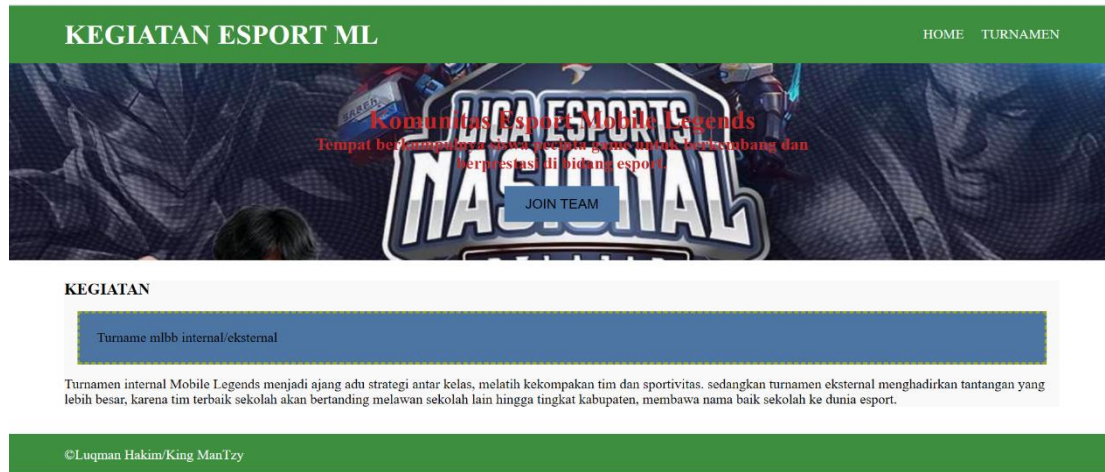 KEGIATAN ESPORT ML
HOME TURNAMEN
LIGA ESPORTS
NASIONAL
Komunitas Esport Mobile Legends
Tempat berkumpulnya siswa pecinta game untuk berkembang dan
berprestasi di bidang esport.
JOIN TEAM
KEGIATAN
Turname mlbb internal/eksternal
Turnamen internal Mobile Legends menjadi ajang adu strategi antar kelas, melatih kekompakan tim dan sportivitas. sedangkan turnamen eksternal menghadirkan tantangan yang
lebih besar, karena tim terbaik sekolah akan bertanding melawan sekolah lain hingga tingkat kabupaten, membawa nama baik sekolah ke dunia esport.
©Luqman Hakim/King ManTzy